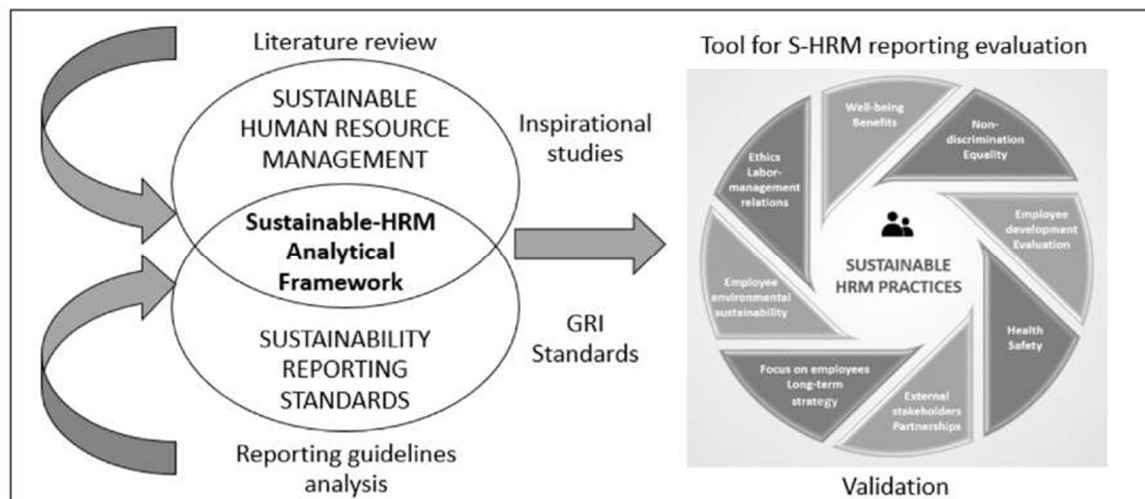 Literature review
SUSTAINABLE
HUMAN RESOURCE
MANAGEMENT
Sustainable-HRM
Analytical
Framework
SUSTAINABILITY
REPORTING
STANDARDS
Reporting guidelines
analysis
Inspirational
studies
GRI
Standards
Tool for S-HRM reporting evaluation
Well-being
Benefits
Non-
discrimination
Equality
Employee
development
Evaluation
Health
Safety
External
stakeholders
Partnerships
Focus on employees
Long-term
strategy
Employee
environmental
sustainability
Ethics
Labor-
management
relations
SUSTAINABLE
HRM PRACTICES
Validation